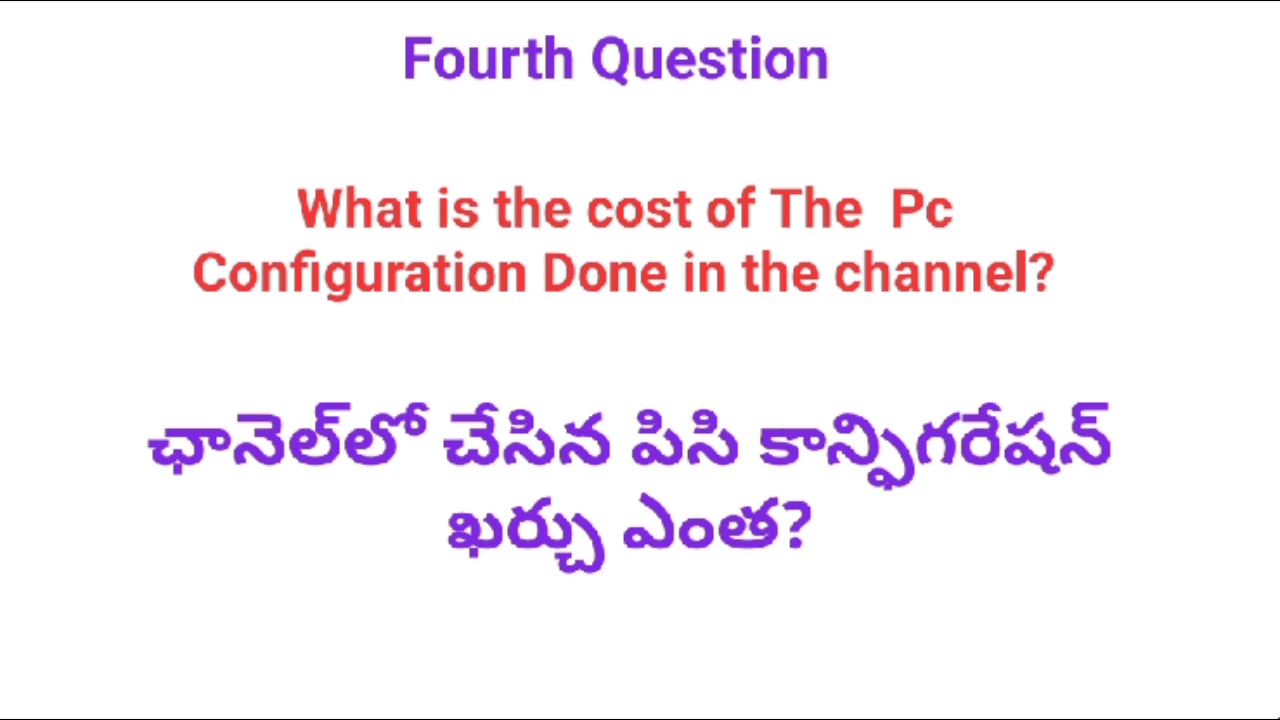 Fourth Question
What is the cost of The Pc
Configuration Done in the channel?
ఛానెల్‌లో చేసిన పిసి కాన్ఫిగరేషన్
ఖర్చు ఎంత?